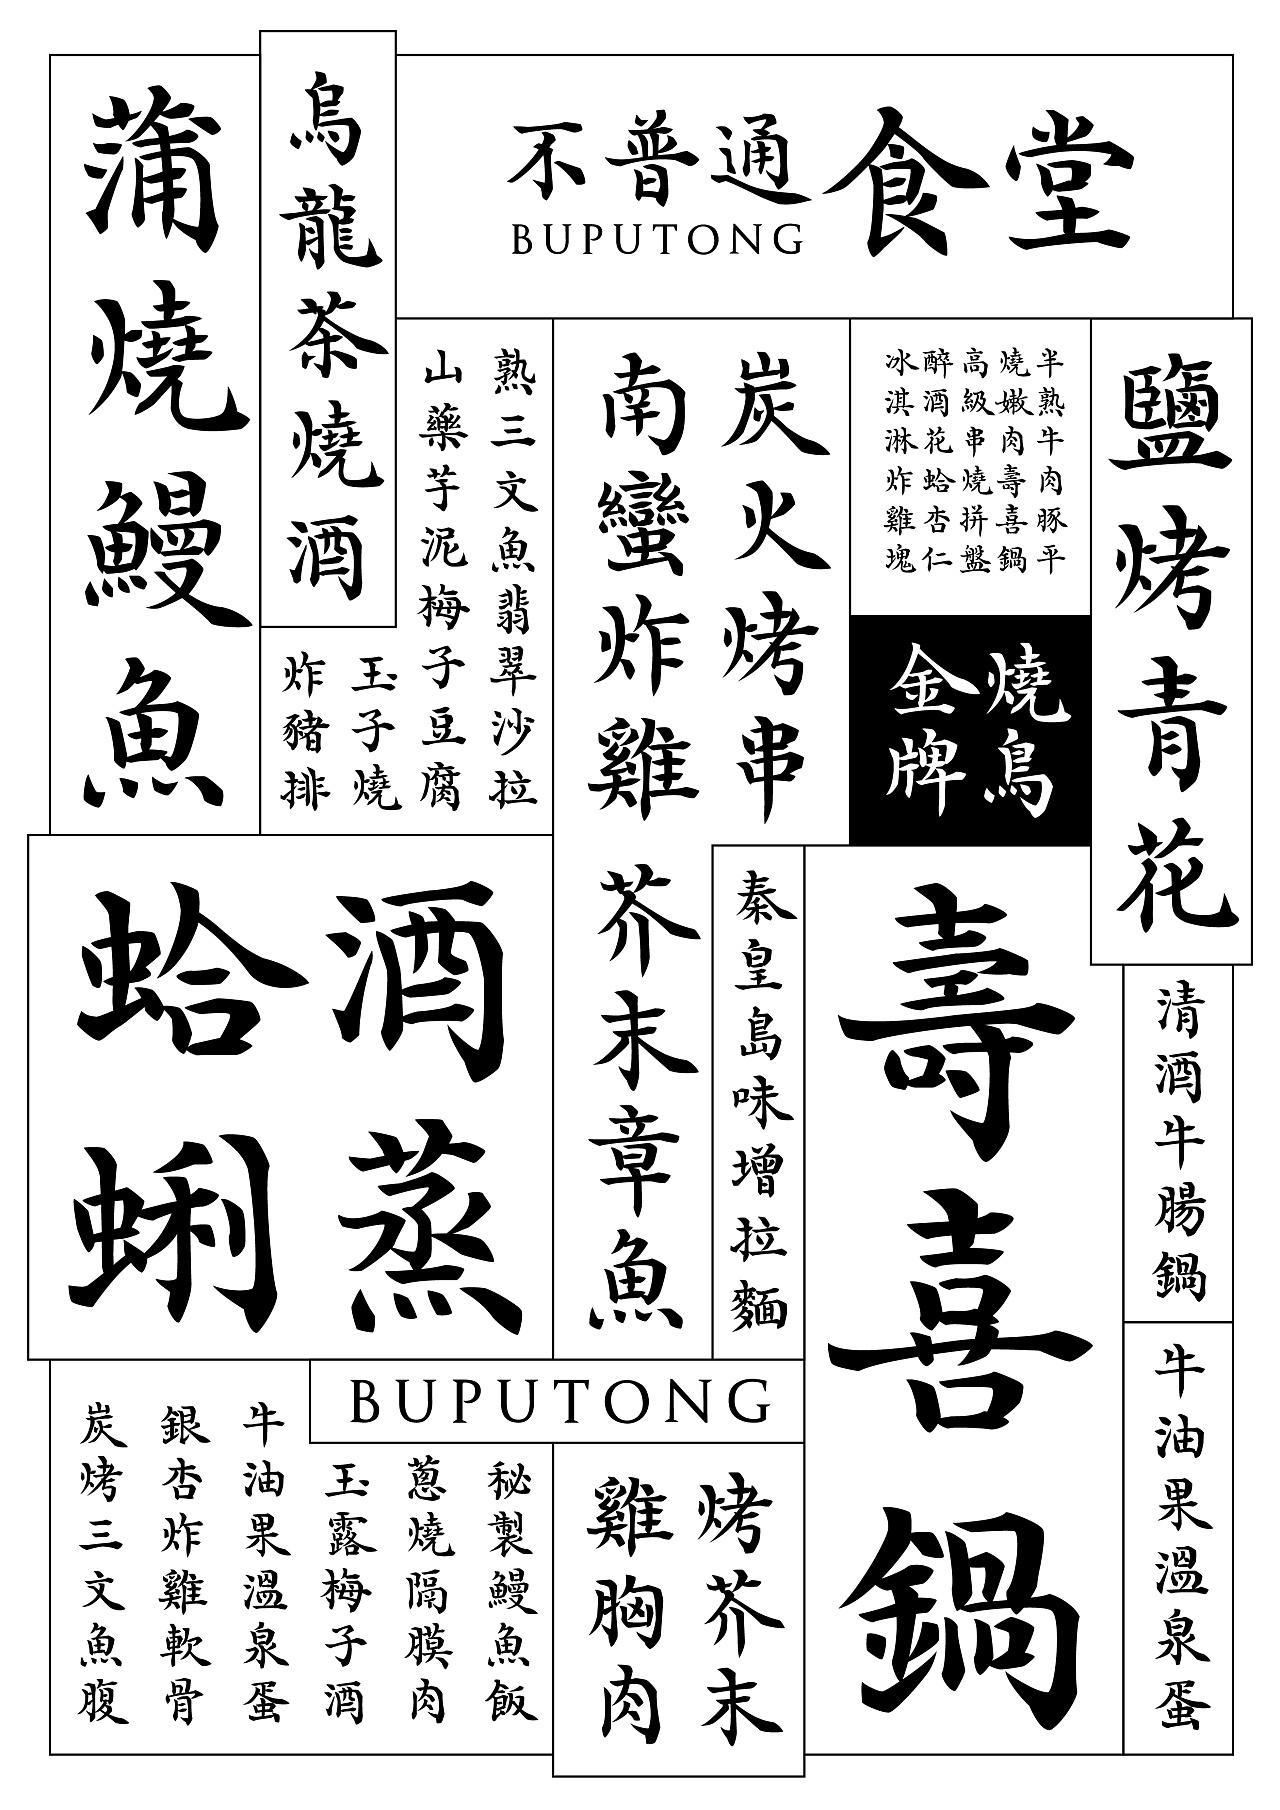 不普通食堂
BUPUTONG
鹽烤青花
半熟牛肉豚平
燒嫩肉壽喜鍋
高級串燒拼盤
醉酒花蛤杏仁
冰淇淋炸雞塊
燒鳥
金牌
炭火烤串
南蠻炸雞
芥末章魚
熟三文魚翡翠沙拉
山藥芋泥梅子豆腐
玉子燒
炸豬排
烏龍茶燒酒
蒲燒鰻魚
清酒牛腸鍋
牛油果溫泉蛋
壽喜鍋
秦皇島味增拉麵
酒蒸
蛤蜊
BUPUTONG
烤芥末
雞胸肉
秘製鰻魚飯
蔥燒隔膜肉
玉露梅子酒
牛油果溫泉蛋
銀杏炸雞軟骨
炭烤三文魚腹